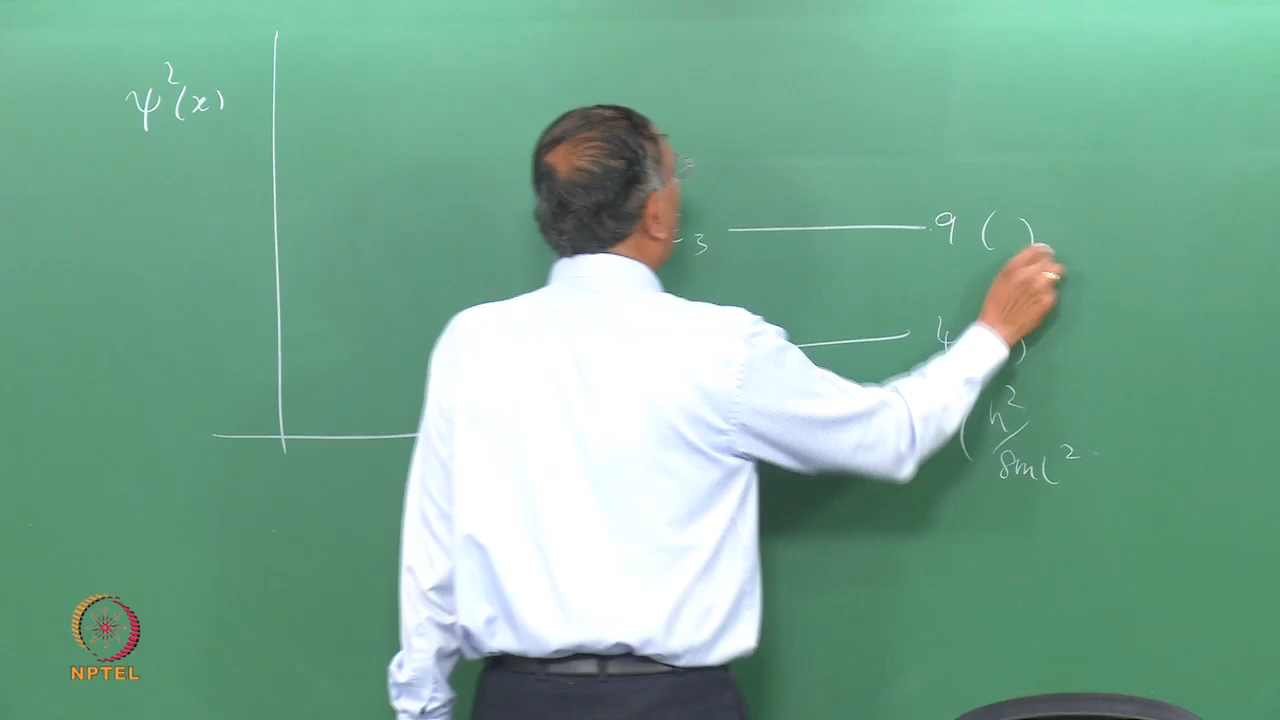 ψ²(x)
3 9 ( )
4 )
( h²/8mL²
NPTEL